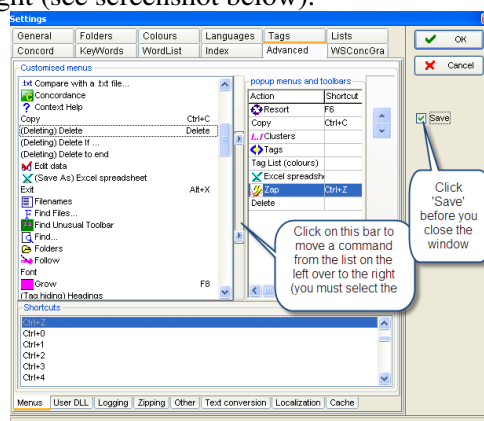 ght (see screenshot below).
Settings
General Folders Colours Languages Tags Lists
Concord KeyWords WordList Index Advanced WSConcGra
OK
Cancel
Save
Customised menus
.txt Compare with a .txt file...
Concordance
Context Help
Copy Ctrl+C
(Deleting) Delete Delete
(Deleting) Delete If ...
(Deleting) Delete to end
Edit data
(Save As) Excel spreadsheet
Exit Alt+X
Filenames
Find Files...
Find Unusual Toolbar
Find...
Folders
Follow
Font
Grow F8
(Tag hiding) Headings
popup menus and toolbars
Action Shortcut
Resort F6
Copy Ctrl+C
Clusters
Tags
Tag List (colours)
Excel spreadsh
Zap Ctrl+Z
Delete
Click on this bar to
move a command
from the list on the
left over to the right
(you must select the
Click
'Save'
before you
close the
window
Shortcuts
Ctrl+Z
Ctrl+0
Ctrl+1
Ctrl+2
Ctrl+3
Ctrl+4
Menus User DLL Logging Zipping Other Text conversion Localization Cache